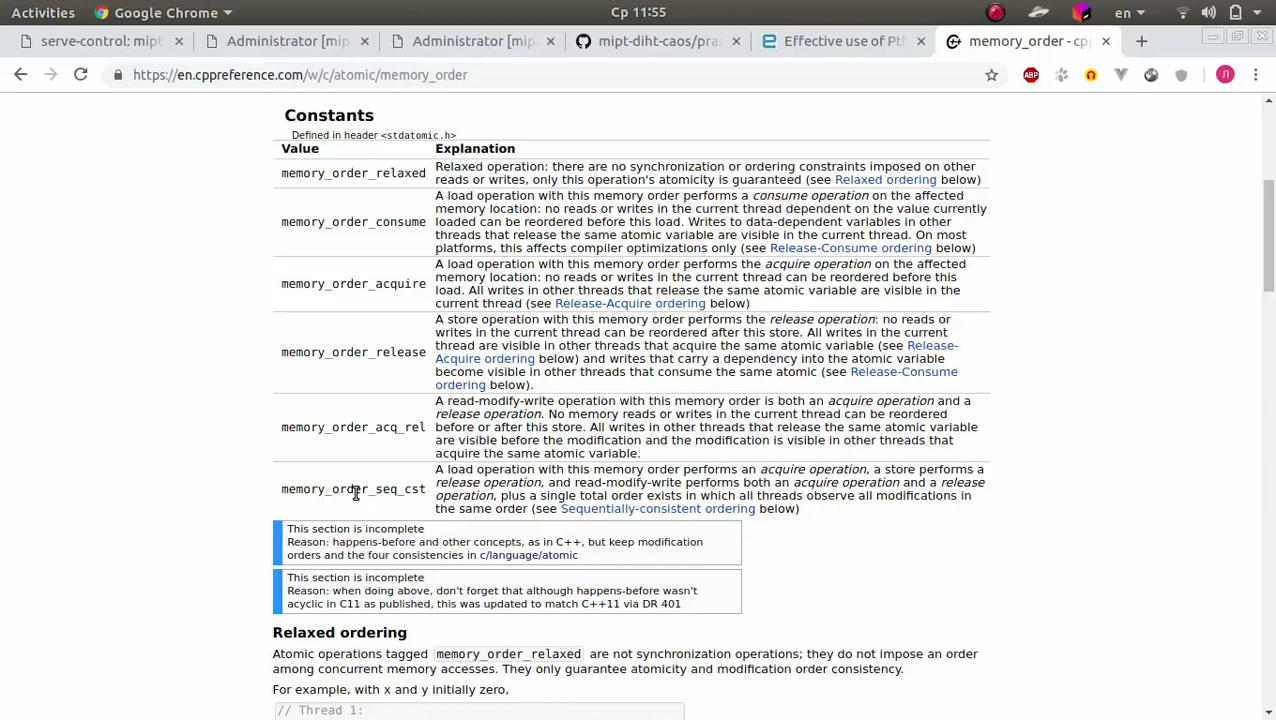 Activities
Google Chrome
Ср 11:55
en
serve-control: mipt
Administrator [mip
Administrator [mip
mipt-diht-caos/pra
Effective use of Pth
memory_order - cpp
https://en.cppreference.com/w/c/atomic/memory_order
ABP
Л
Constants
Defined in header <stdatomic.h>
Value Explanation
memory_order_relaxed
Relaxed operation: there are no synchronization or ordering constraints imposed on other
reads or writes, only this operation's atomicity is guaranteed (see Relaxed ordering below)
memory_order_consume
A load operation with this memory order performs a consume operation on the affected
memory location: no reads or writes in the current thread dependent on the value currently
loaded can be reordered before this load. Writes to data-dependent variables in other
threads that release the same atomic variable are visible in the current thread. On most
platforms, this affects compiler optimizations only (see Release-Consume ordering below)
memory_order_acquire
A load operation with this memory order performs the acquire operation on the affected
memory location: no reads or writes in the current thread can be reordered before this
load. All writes in other threads that release the same atomic variable are visible in the
current thread (see Release-Acquire ordering below)
memory_order_release
A store operation with this memory order performs the release operation: no reads or
writes in the current thread can be reordered after this store. All writes in the current
thread are visible in other threads that acquire the same atomic variable (see Release-
Acquire ordering below) and writes that carry a dependency into the atomic variable
become visible in other threads that consume the same atomic (see Release-Consume
ordering below).
memory_order_acq_rel
A read-modify-write operation with this memory order is both an acquire operation and a
release operation. No memory reads or writes in the current thread can be reordered
before or after this store. All writes in other threads that release the same atomic variable
are visible before the modification and the modification is visible in other threads that
acquire the same atomic variable.
memory_order_seq_cst
A load operation with this memory order performs an acquire operation, a store performs a
release operation, and read-modify-write performs both an acquire operation and a release
operation, plus a single total order exists in which all threads observe all modifications in
the same order (see Sequentially-consistent ordering below)
This section is incomplete
Reason: happens-before and other concepts, as in C++, but keep modification
orders and the four consistencies in c/language/atomic
This section is incomplete
Reason: when doing above, don't forget that although happens-before wasn't
acyclic in C11 as published, this was updated to match C++11 via DR 401
Relaxed ordering
Atomic operations tagged memory_order_relaxed are not synchronization operations; they do not impose an order
among concurrent memory accesses. They only guarantee atomicity and modification order consistency.
For example, with x and y initially zero,
// Thread 1: